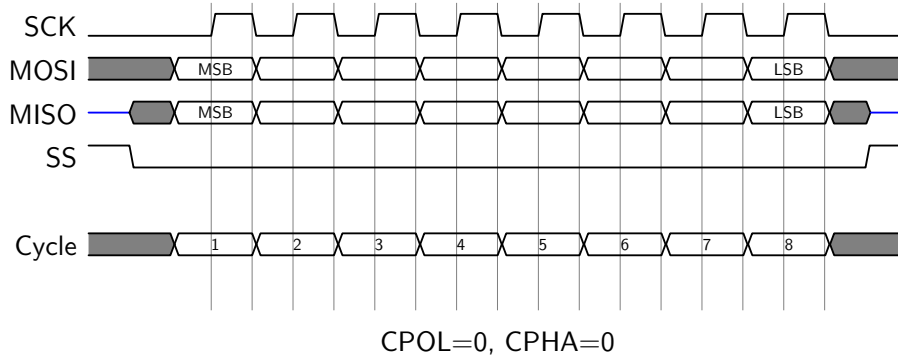 SCK
MOSI MSB LSB
MISO MSB LSB
SS
Cycle 1 2 3 4 5 6 7 8
CPOL=0, CPHA=0